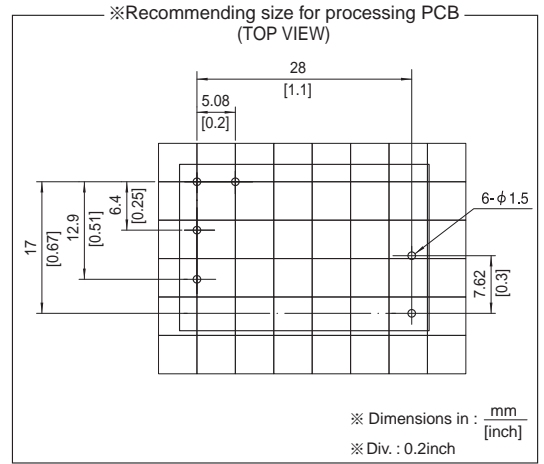 ※Recommending size for processing PCB
(TOP VIEW)
28
[1.1]
5.08
[0.2]
17
[0.67]
12.9
[0.51]
6.4
[0.25]
6-ϕ1.5
7.62
[0.3]
※ Dimensions in : mm
[inch]
※Div. : 0.2inch